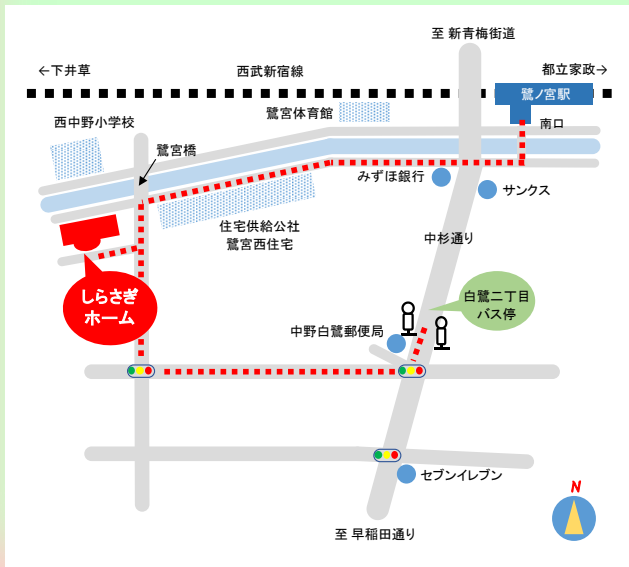 至 新青梅街道
←下井草
西武新宿線
都立家政→
鷺ノ宮駅
西中野小学校
鷺宮体育館
南口
鷺宮橋
みずほ銀行
サンクス
住宅供給公社
鷺宮西住宅
中杉通り
しらさぎ
ホーム
白鷺二丁目
バス停
中野白鷺郵便局
セブンイレブン
N
至 早稲田通り